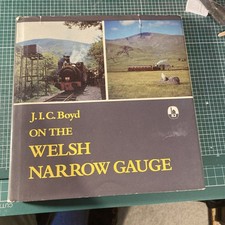 J. I. C. Boyd
ON THE
WELSH
NARROW GAUGE